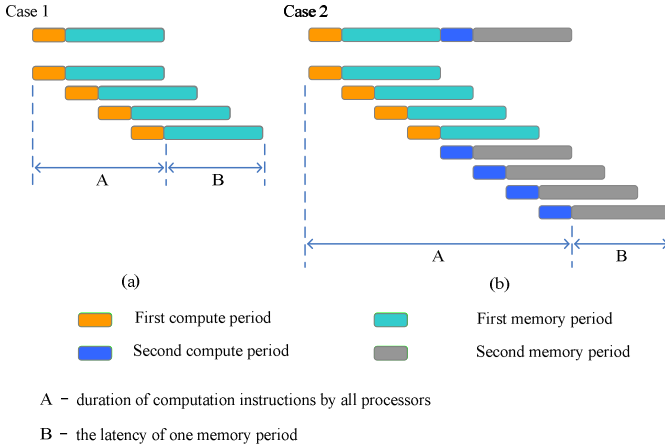 Case 1
Case 2
A
B
A
B
(a)
(b)
First compute period
First memory period
Second compute period
Second memory period
A – duration of computation instructions by all processors
B – the latency of one memory period